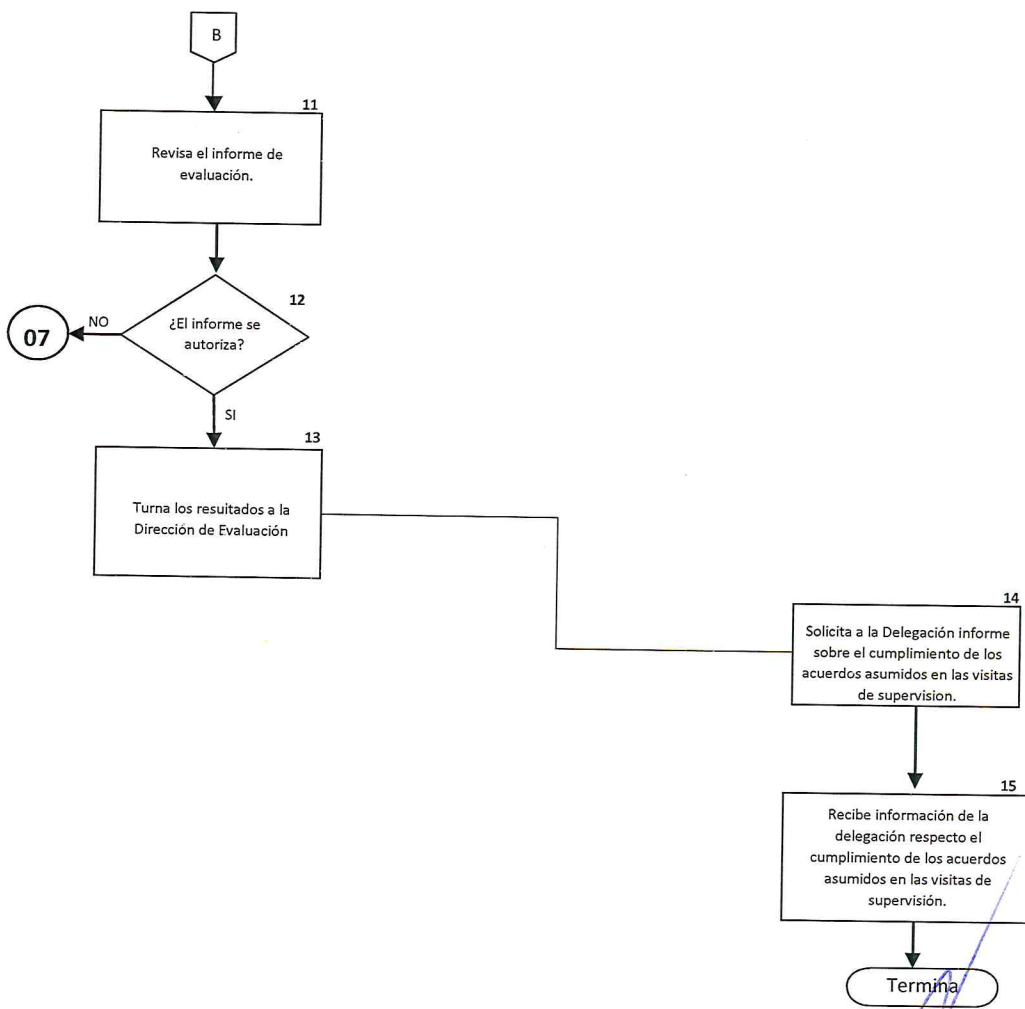 B
11
Revisa el informe de
evaluación.
12
¿El informe se
autoriza?
NO
07
SI
13
Turna los resuitados a la
Dirección de Evaluación
14
Solicita a la Delegación informe
sobre el cumplimiento de los
acuerdos asumidos en las visitas
de supervision.
15
Recibe información de la
delegación respecto el
cumplimiento de los acuerdos
asumidos en las visitas de
supervisión.
Termina